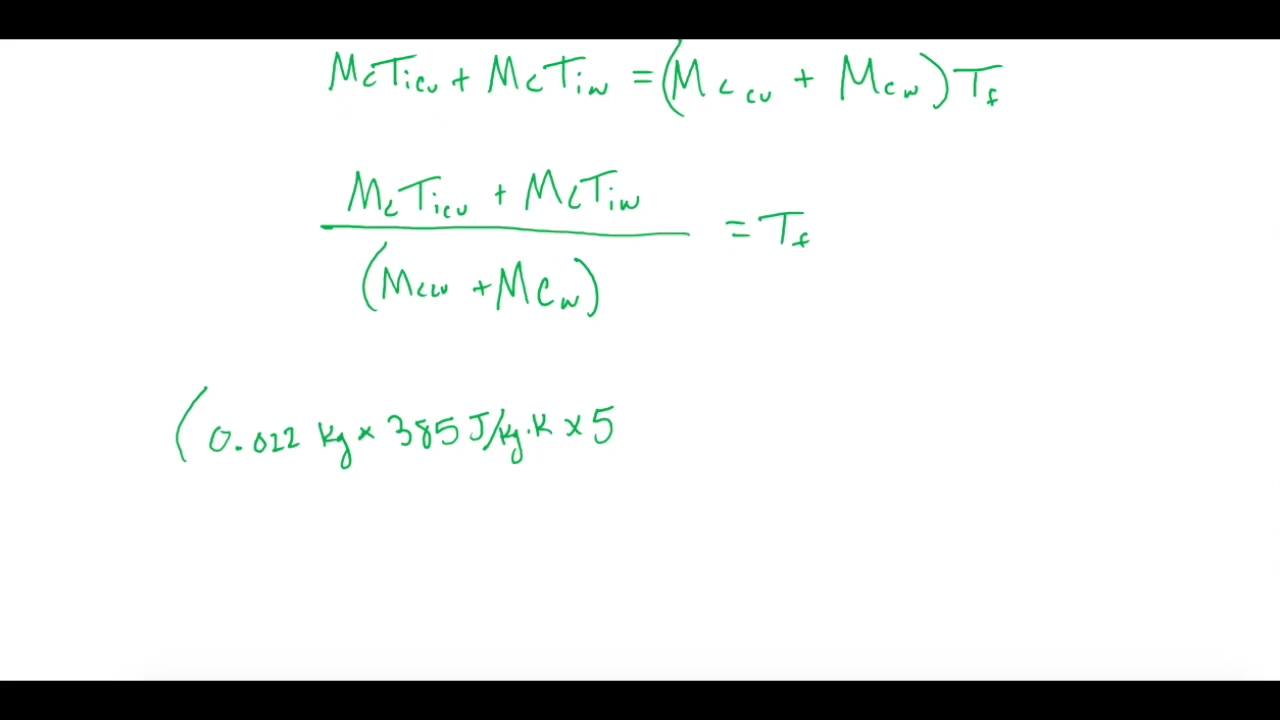 McTicu + McTiw = (Mccu + Mcw)Tf
McTicu + McTiw
= Tf
(Mccu + MCw)
(0.022 kg × 385 J/kg·K × 5